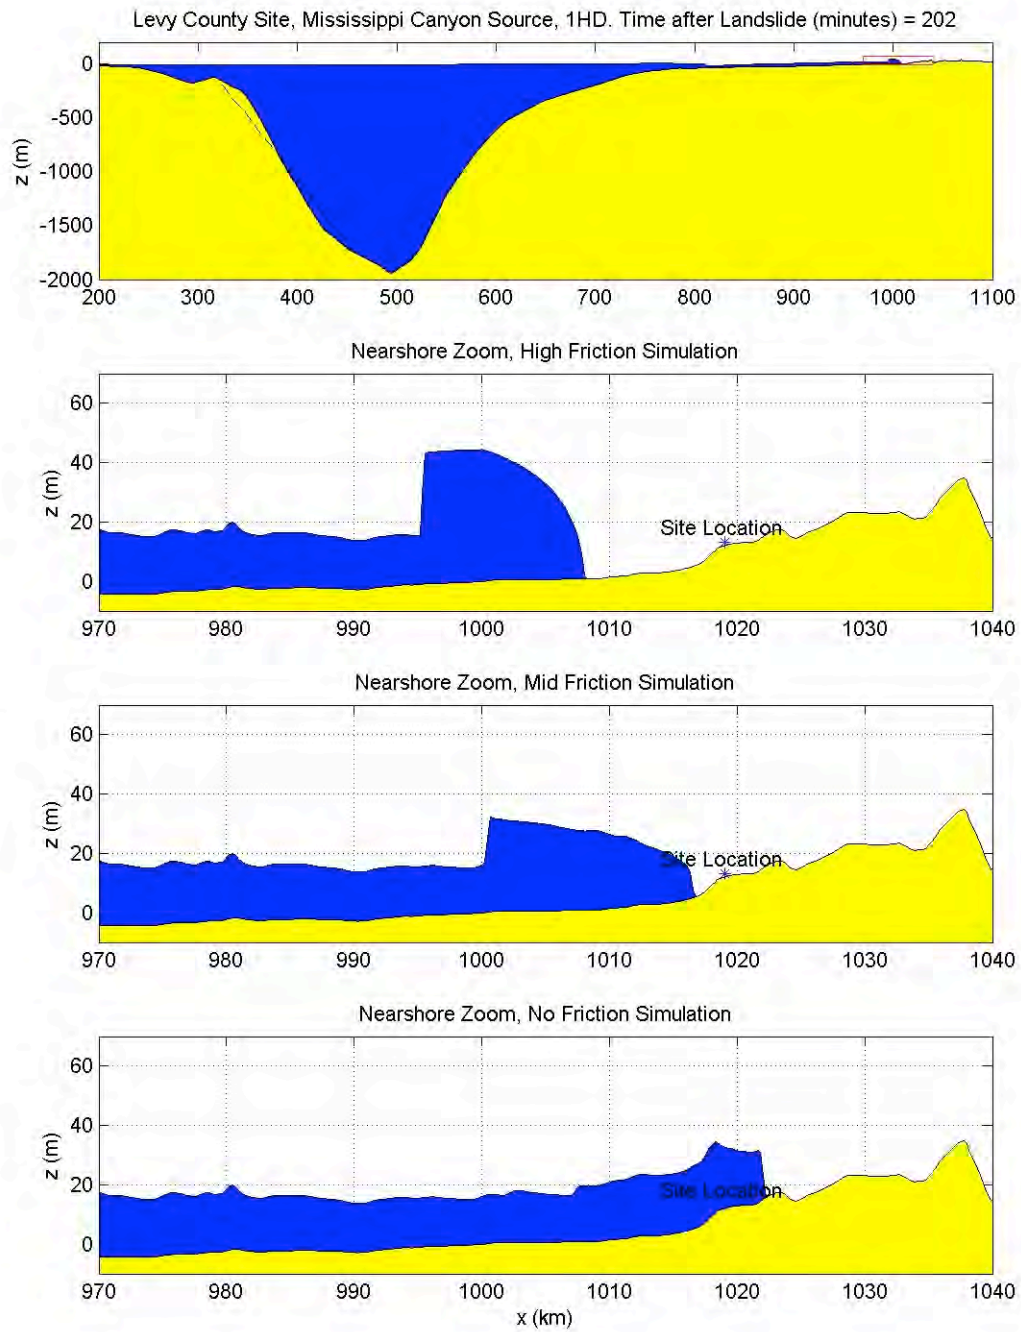 Levy County Site, Mississippi Canyon Source, 1HD. Time after Landslide (minutes) = 202
0
-500
-1000
-1500
-2000
z (m)
200 300 400 500 600 700 800 900 1000 1100
Nearshore Zoom, High Friction Simulation
60
40
20
0
z (m)
Site Location
970 980 990 1000 1010 1020 1030 1040
Nearshore Zoom, Mid Friction Simulation
60
40
20
0
z (m)
Site Location
970 980 990 1000 1010 1020 1030 1040
Nearshore Zoom, No Friction Simulation
60
40
20
0
z (m)
Site Location
970 980 990 1000 1010 1020 1030 1040
x (km)